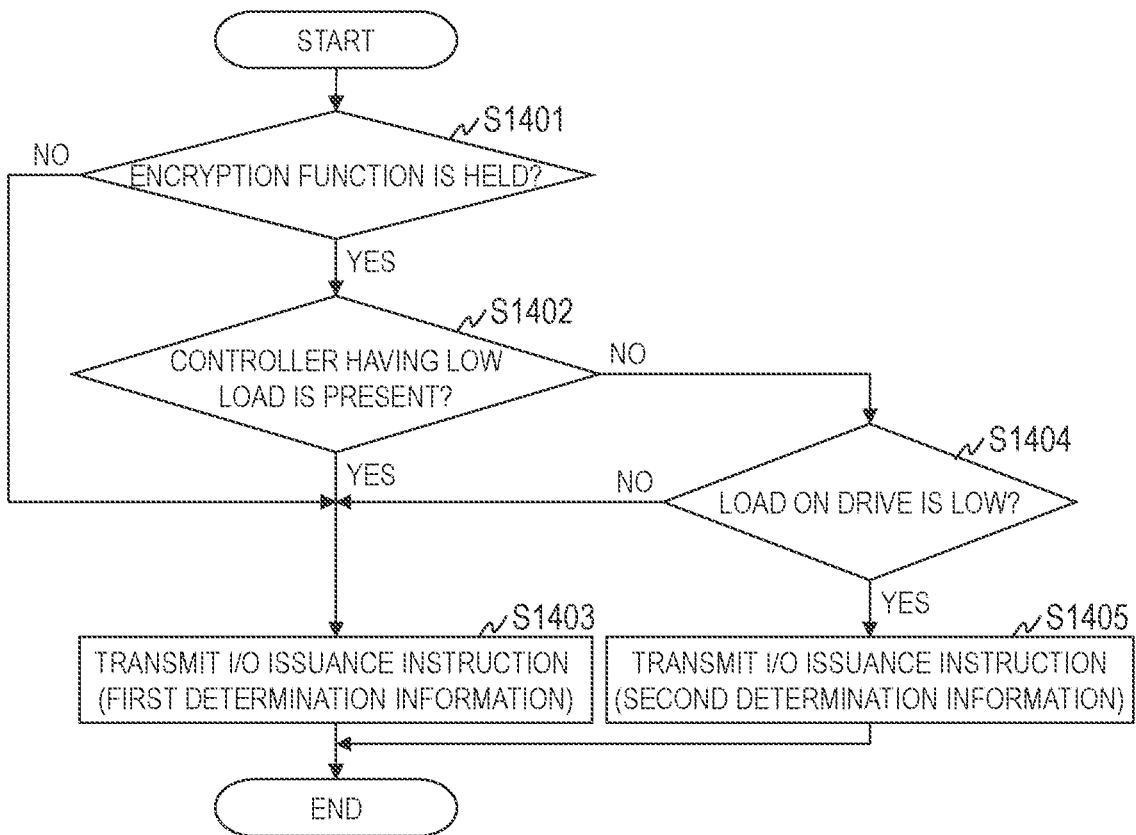 START
S1401
NO
ENCRYPTION FUNCTION IS HELD?
YES
S1402
CONTROLLER HAVING LOW
LOAD IS PRESENT?
NO
YES
S1404
NO
LOAD ON DRIVE IS LOW?
YES
S1403
TRANSMIT I/O ISSUANCE INSTRUCTION
(FIRST DETERMINATION INFORMATION)
S1405
TRANSMIT I/O ISSUANCE INSTRUCTION
(SECOND DETERMINATION INFORMATION)
END